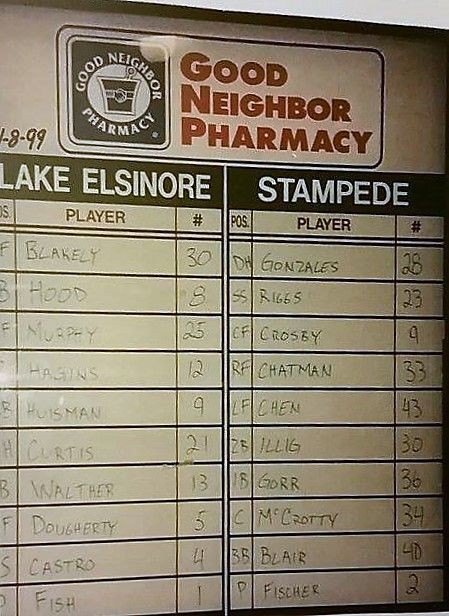 GOOD NEIGHBOR PHARMACY
GOOD
NEIGHBOR
PHARMACY
-8-99
LAKE ELSINORE STAMPEDE
PLAYER # POS. PLAYER #
F BLAKELY 30 DH GONZALES 28
B HOOD 8 SS RIGGS 23
F MURPHY 25 CF CROSBY 9
HAGINS 12 RF CHATMAN 33
B HUISMAN 9 LF CHEN 43
H CURTIS 21 2B ILLIG 30
B WALTHER 13 1B GORR 36
F DOUGHERTY 5 C McCROTTY 34
S CASTRO 4 3B BLAIR 40
FISH 1 P FISCHER 2